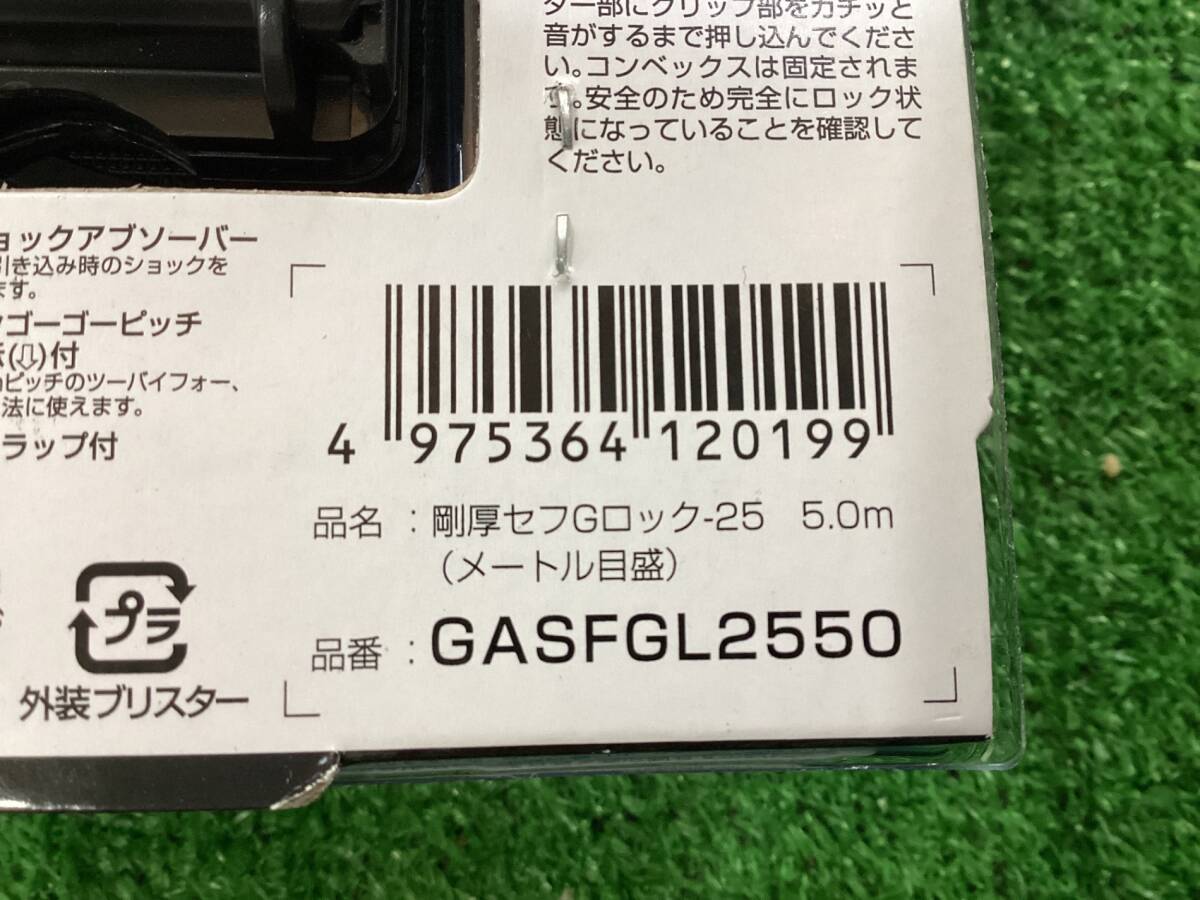 ター部にクリップ部をカチッと
音がするまで押し込んでくださ
い。コンベックスは固定されま
す。安全のため完全にロック状
態になっていることを確認して
ください。
ョックアブソーバー
引き込み時のショックを
ます。
ゴーゴーピッチ
(⇩)付
ピッチのツーバイフォー、
法に使えます。
ラップ付
4 975364 120199
品名 : 剛厚セフGロック-25 5.0m
(メートル目盛)
品番 : GASFGL2550
プラ
外装ブリスター